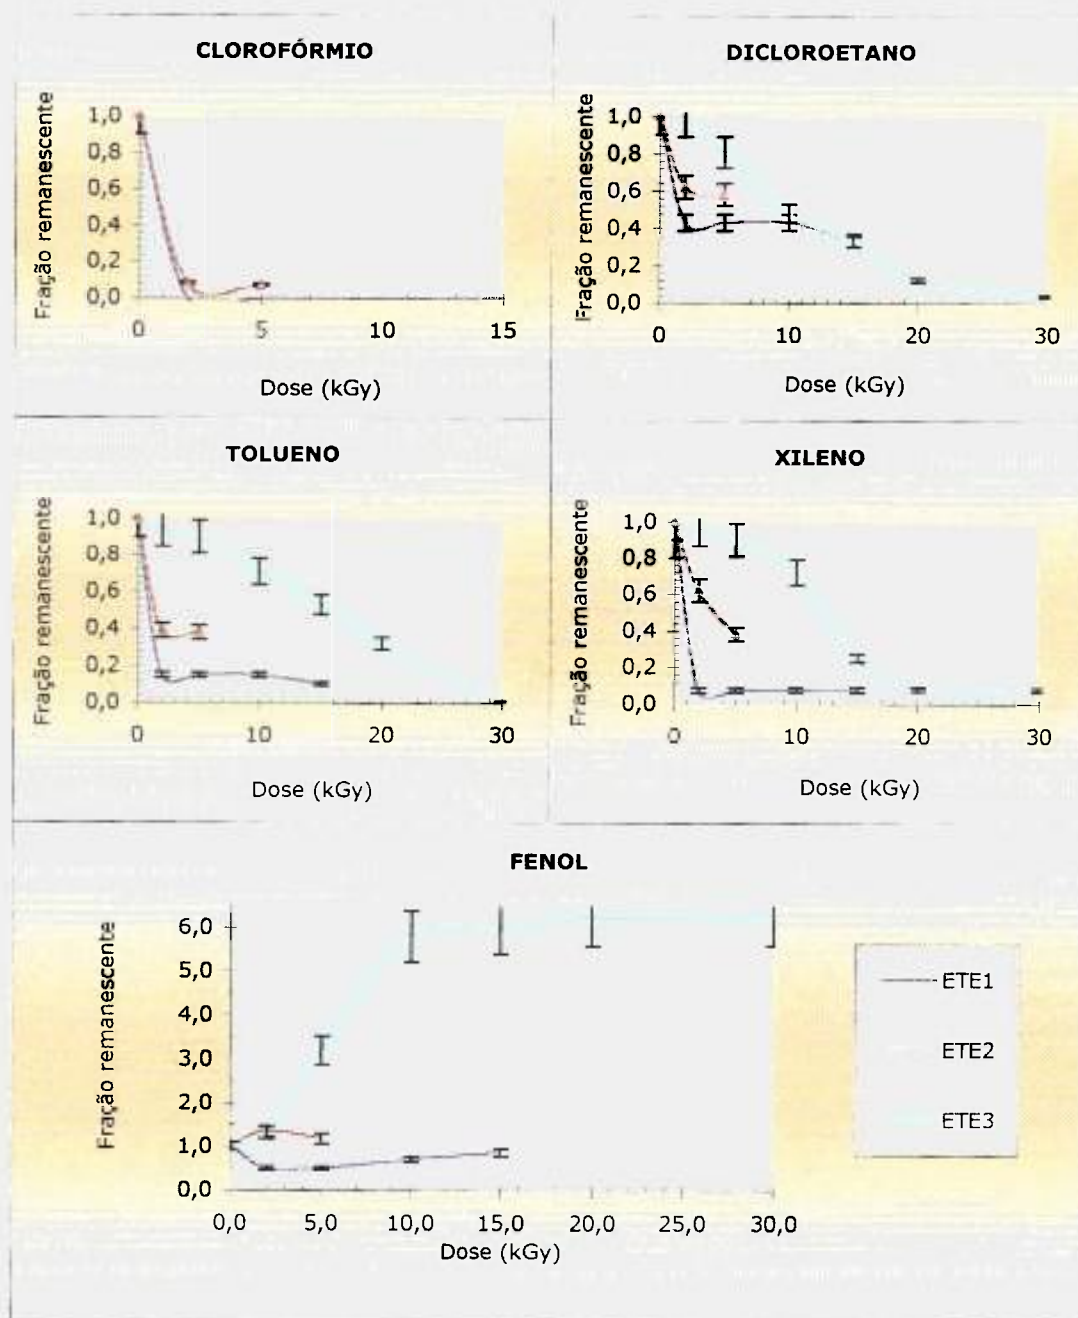 CLOROFÓRMIO
Fração remanescente
1,0
0,8
0,6
0,4
0,2
0,0
0 5 10 15
Dose (kGy)
DICLOROETANO
Fração remanescente
1,0
0,8
0,6
0,4
0,2
0,0
0 10 20 30
Dose (kGy)
TOLUENO
Fração remanescente
1,0
0,8
0,6
0,4
0,2
0,0
0 10 20 30
Dose (kGy)
XILENO
Fração remanescente
1,0
0,8
0,6
0,4
0,2
0,0
0 10 20 30
Dose (kGy)
FENOL
Fração remanescente
6,0
5,0
4,0
3,0
2,0
1,0
0,0
0,0 5,0 10,0 15,0 20,0 25,0 30,0
Dose (kGy)
ETE1
ETE2
ETE3